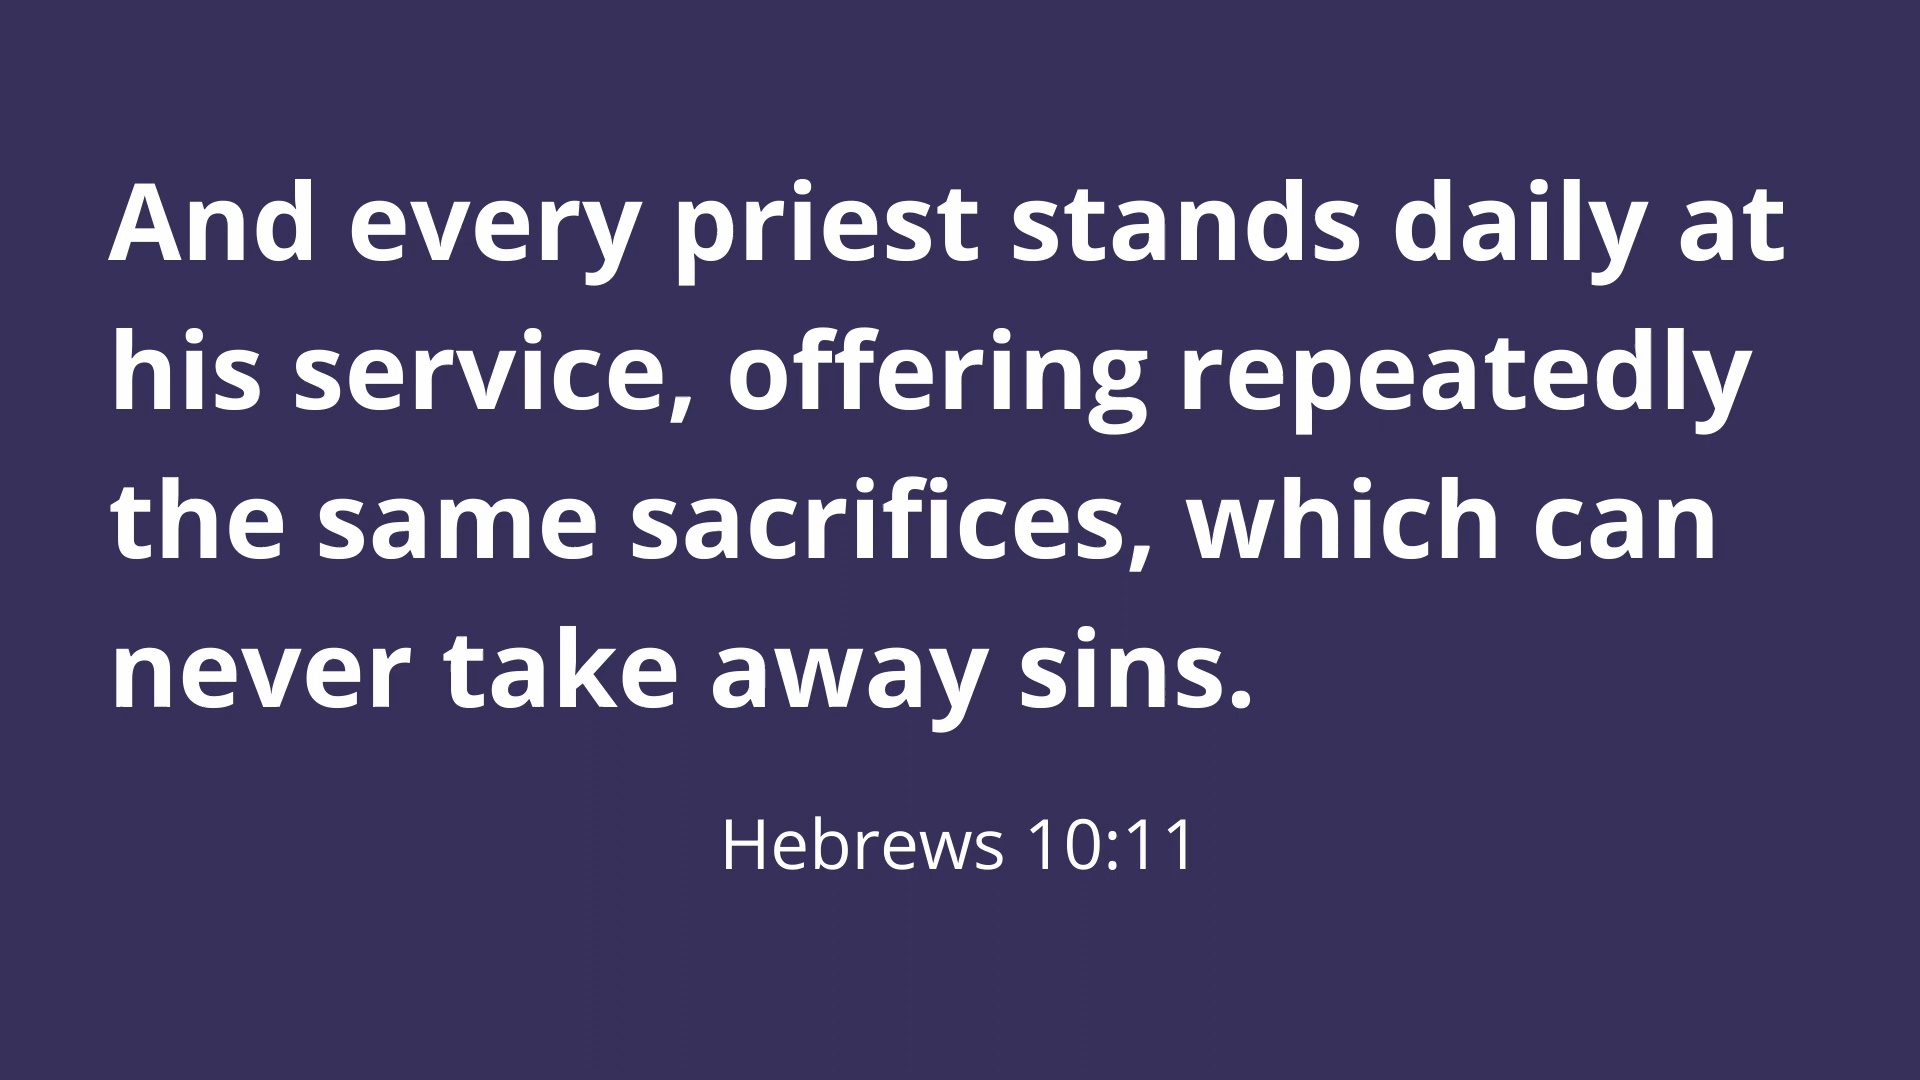 And every priest stands daily at
his service, offering repeatedly
the same sacrifices, which can
never take away sins.
Hebrews 10:11